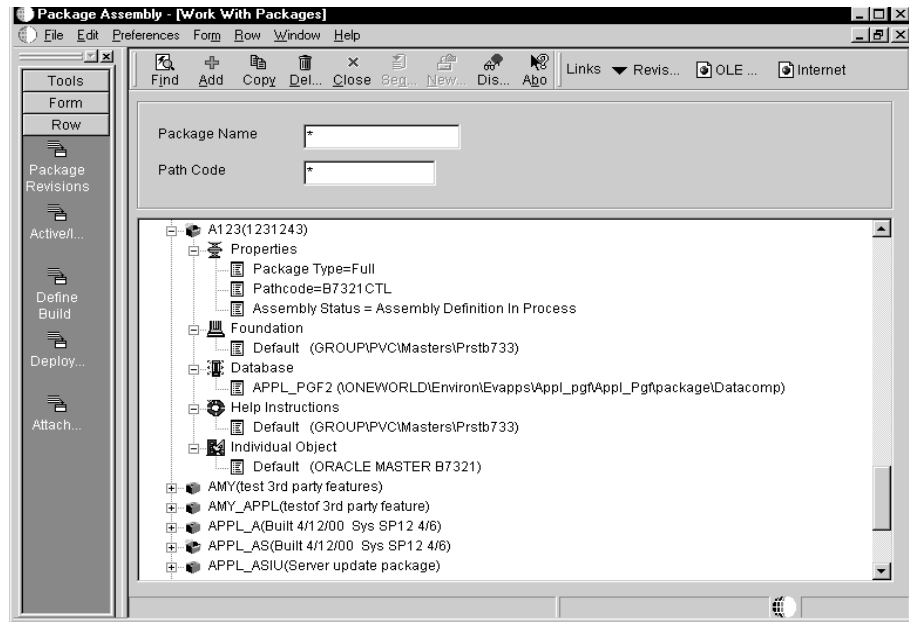 Package Assembly - [Work With Packages]
File Edit Preferences Form Row Window Help
Find Add Copy Del... Close Seq... New... Dis... Abo Links Revis... OLE ... Internet
Tools
Form
Row
Package Revisions
Active/I...
Define Build
Deploy...
Attach...
Package Name *
Path Code *
A123(1231243)
Properties
Package Type=Full
Pathcode=B7321CTL
Assembly Status = Assembly Definition In Process
Foundation
Default (GROUP\PVC\Masters\Prstb733)
Database
APPL_PGF2 (\ONEWORLD\Environ\Evapps\Appl_pgf\Appl_Pgf\package\Datacomp)
Help Instructions
Default (GROUP\PVC\Masters\Prstb733)
Individual Object
Default (ORACLE MASTER B7321)
AMY(test 3rd party features)
AMY_APPL(testof 3rd party feature)
APPL_A(Built 4/12/00 Sys SP12 4/6)
APPL_AS(Built 4/12/00 Sys SP12 4/6)
APPL_ASIU(Server update package)